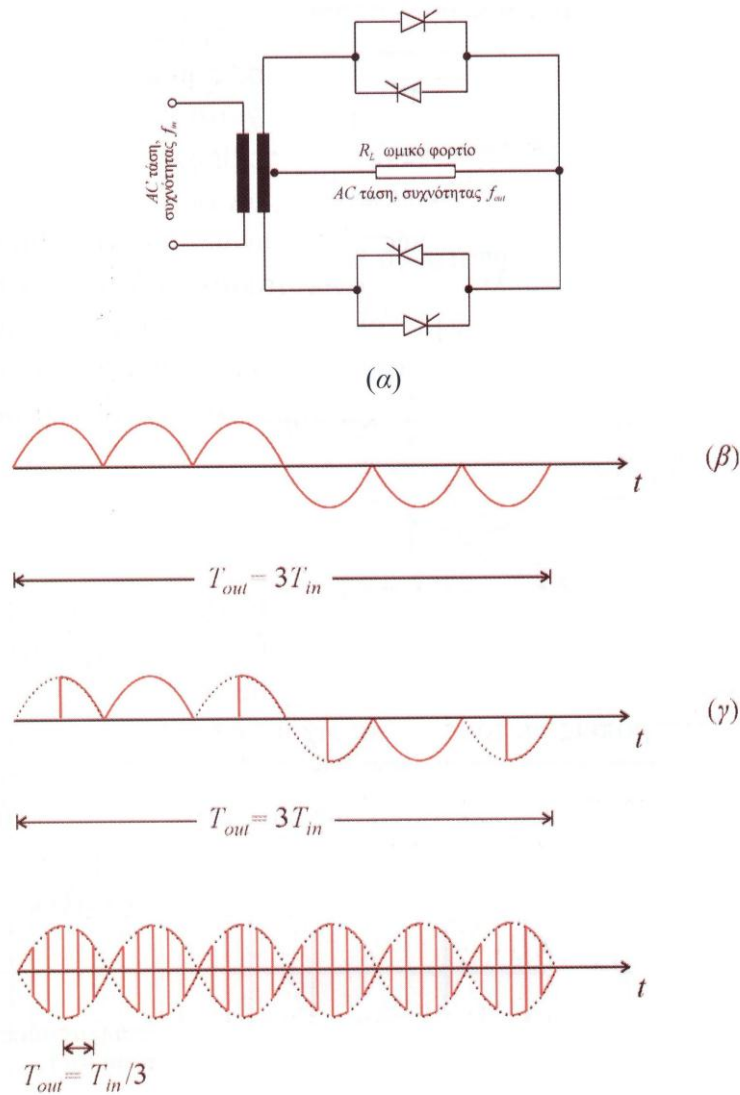 AC τάση,
συχνότητας f_in
R_L ωμικό φορτίο
AC τάση, συχνότητας f_out
(α)
t
(β)
T_out = 3T_in
t
(γ)
T_out = 3T_in
t
T_out = T_in/3